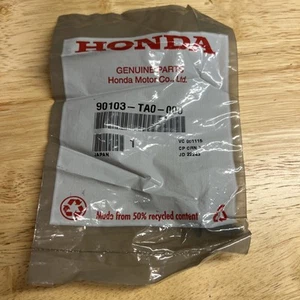 HONDA
GENUINE PARTS
Honda Motor Co., Ltd.
90103-TA0-000
1
JAPAN
Made from 50% recycled content